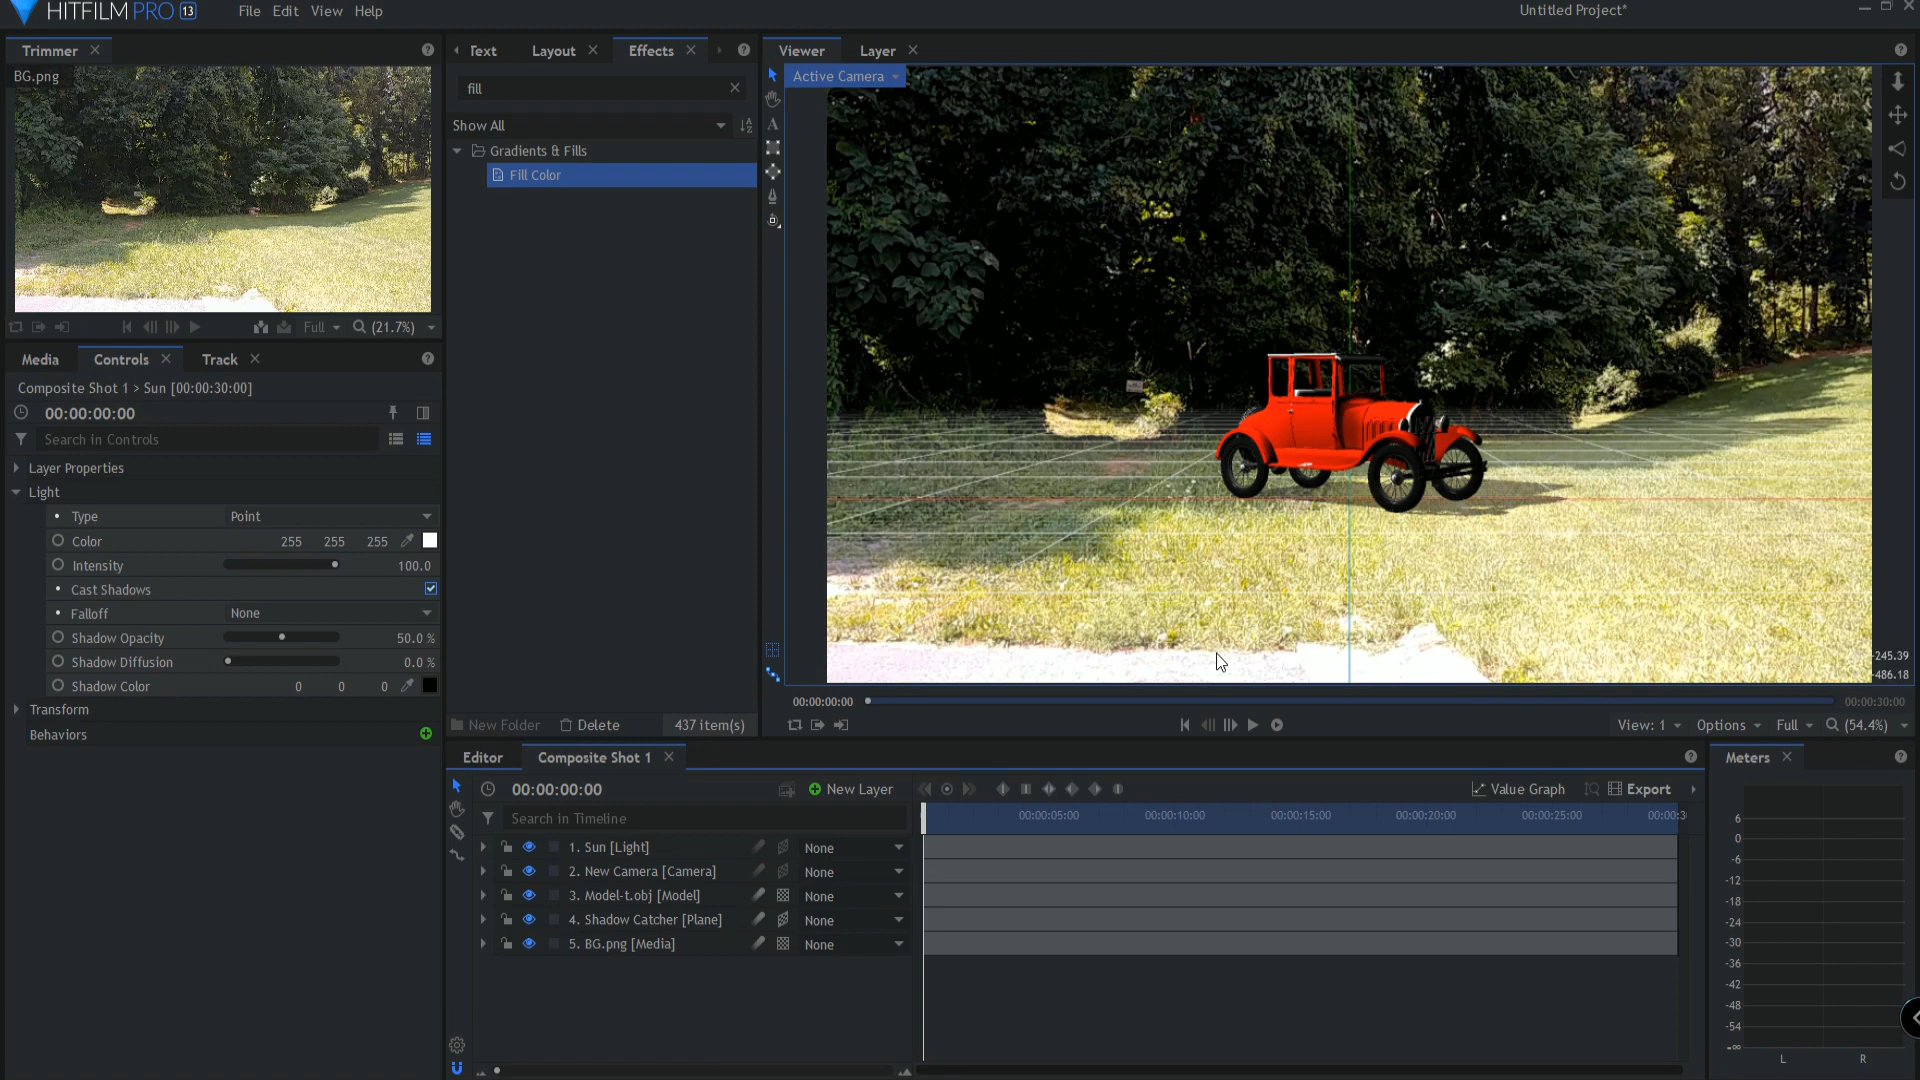 HITFILM PRO 13
File Edit View Help
Untitled Project*
Trimmer
BG.png
Full (21.7%)
Media Controls Track
Composite Shot 1 > Sun [00:00:30:00]
00:00:00:00
Search in Controls
Layer Properties
Light
Type Point
Color 255 255 255
Intensity 100.0
Cast Shadows
Falloff None
Shadow Opacity 50.0 %
Shadow Diffusion 0.0 %
Shadow Color 0 0 0
Transform
Behaviors
Text Layout Effects
fill
Show All
Gradients & Fills
Fill Color
New Folder Delete 437 item(s)
Viewer Layer
Active Camera
-245.39
-486.18
00:00:00:00 00:00:30:00
View: 1 Options Full (54.4%)
Editor Composite Shot 1
00:00:00:00 New Layer Value Graph Export
Search in Timeline
00:00:05:00 00:00:10:00 00:00:15:00 00:00:20:00 00:00:25:00 00:00:3
1. Sun [Light] None
2. New Camera [Camera] None
3. Model-t.obj [Model] None
4. Shadow Catcher [Plane] None
5. BG.png [Media] None
Meters
6
0
-6
-12
-18
-24
-30
-36
-42
-48
-54
-∞
L R